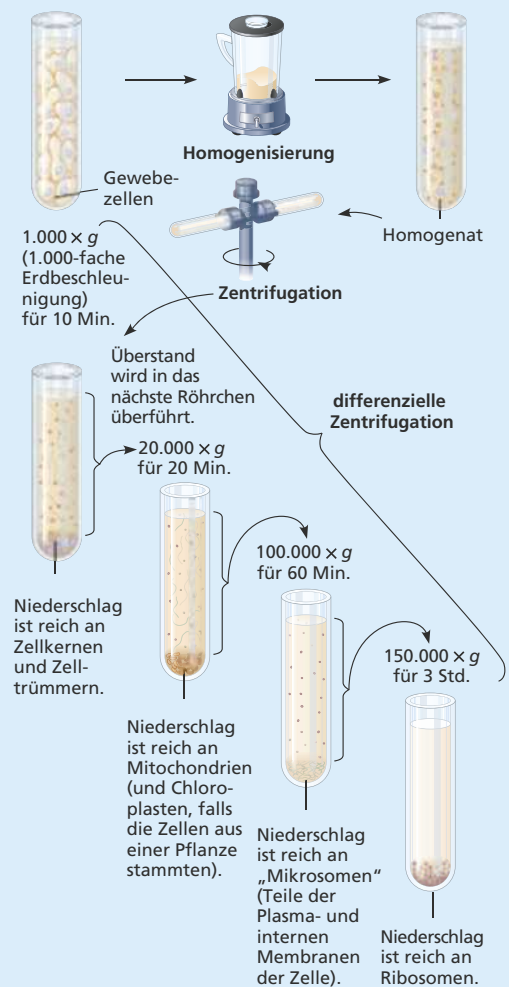 Homogenisierung
Gewebe-
zellen
Homogenat
1.000 × g
(1.000-fache
Erdbeschleu-
nigung)
für 10 Min.
Zentrifugation
Überstand
wird in das
nächste Röhrchen
überführt.
differenzielle
Zentrifugation
20.000 × g
für 20 Min.
100.000 × g
für 60 Min.
150.000 × g
für 3 Std.
Niederschlag
ist reich an
Zellkernen
und Zell-
trümmern.
Niederschlag
ist reich an
Mitochondrien
(und Chloro-
plasten, falls
die Zellen aus
einer Pflanze
stammten).
Niederschlag
ist reich an
„Mikrosomen“
(Teile der
Plasma- und
internen
Membranen
der Zelle).
Niederschlag
ist reich an
Ribosomen.